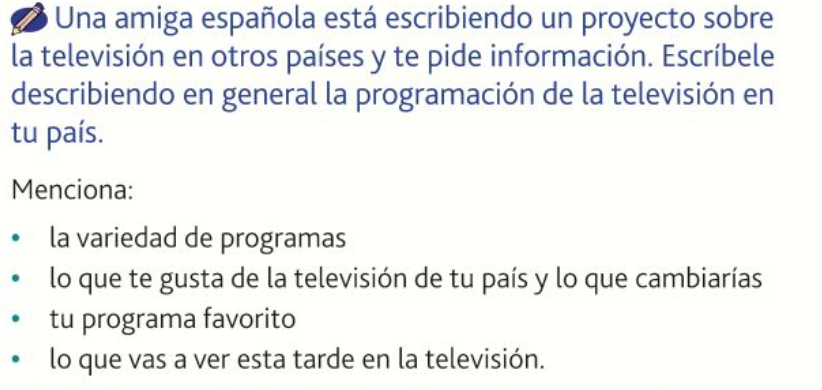 Una amiga española está escribiendo un proyecto sobre
la televisión en otros países y te pide información. Escríbele
describiendo en general la programación de la televisión en
tu país.
Menciona:
• la variedad de programas
• lo que te gusta de la televisión de tu país y lo que cambiarías
• tu programa favorito
• lo que vas a ver esta tarde en la televisión.